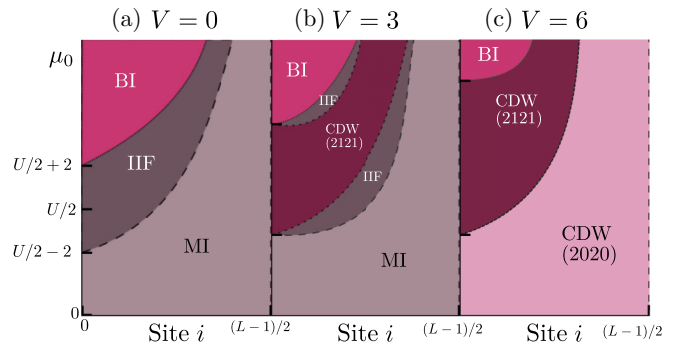 (a) V = 0
(b) V = 3
(c) V = 6
μ₀
U/2 + 2
U/2
U/2 − 2
0
BI
IIF
MI
BI
IIF
CDW
(2121)
IIF
MI
BI
CDW
(2121)
CDW
(2020)
0
Site i
(L − 1)/2
Site i
(L − 1)/2
Site i
(L − 1)/2